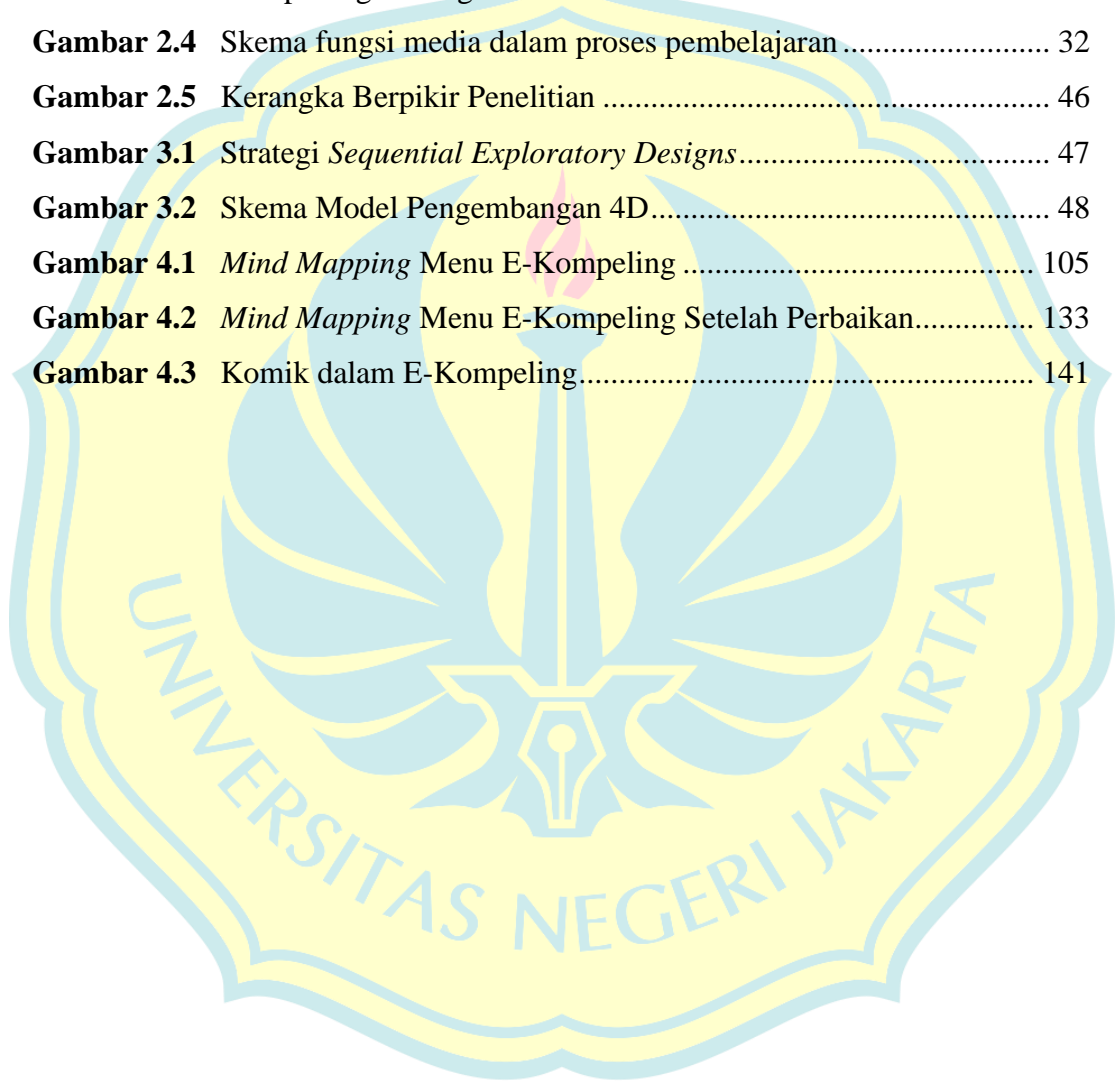 Gambar 2.4 Skema fungsi media dalam proses pembelajaran ........................ 32
Gambar 2.5 Kerangka Berpikir Penelitian .................................................... 46
Gambar 3.1 Strategi Sequential Exploratory Designs.................................... 47
Gambar 3.2 Skema Model Pengembangan 4D.............................................. 48
Gambar 4.1 Mind Mapping Menu E-Kompeling ........................................ 105
Gambar 4.2 Mind Mapping Menu E-Kompeling Setelah Perbaikan.............. 133
Gambar 4.3 Komik dalam E-Kompeling.................................................... 141
UNIVERSITAS NEGERI JAKARTA